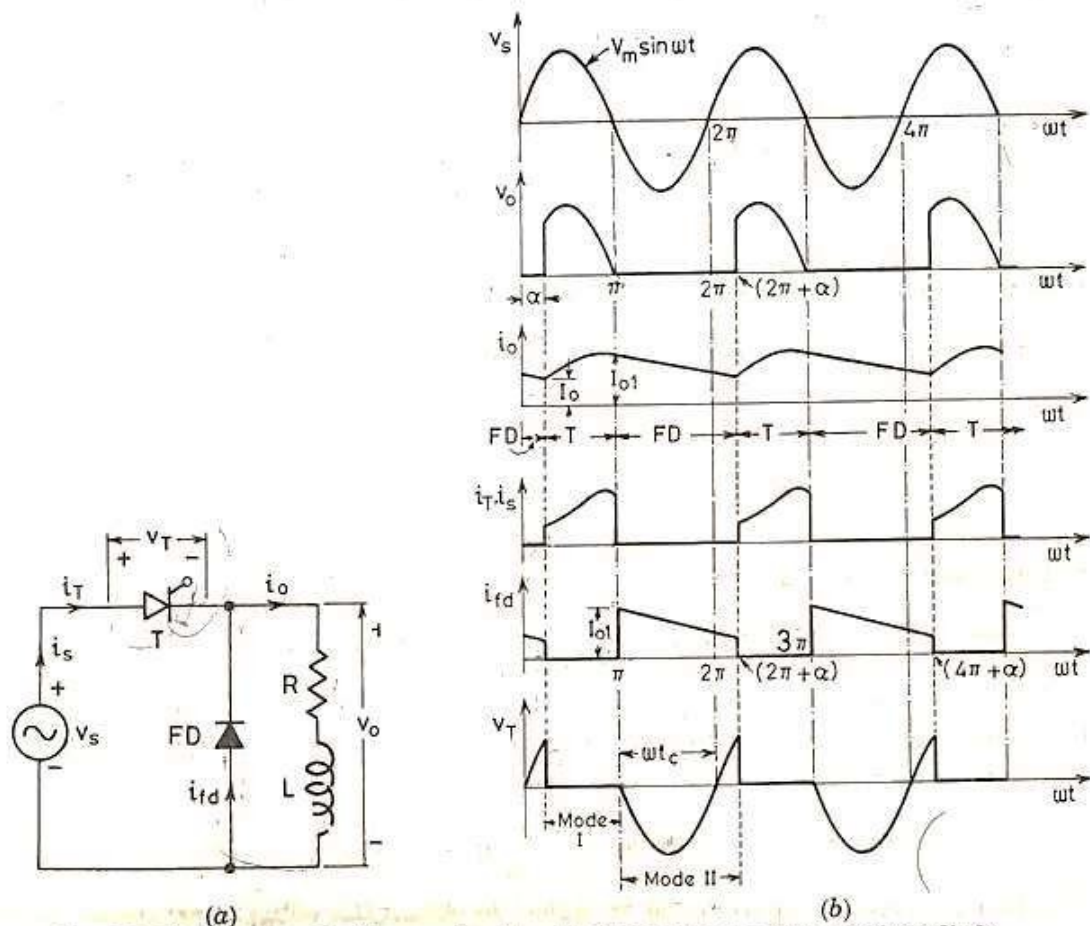 v_T
+ −
i_T
i_o
T
i_s
+
+
R
v_s
FD
v_o
−
L
i_fd
−
(a)
v_s
V_m sin ωt
2π
4π
ωt
v_o
α
π
2π
(2π+α)
ωt
i_o
I_o
I_o1
ωt
FD T FD T FD T
i_T,i_s
ωt
i_fd
I_o1
3π
ωt
π
2π
(2π+α)
(4π+α)
v_T
ωt_c
ωt
Mode
I
Mode II
(b)